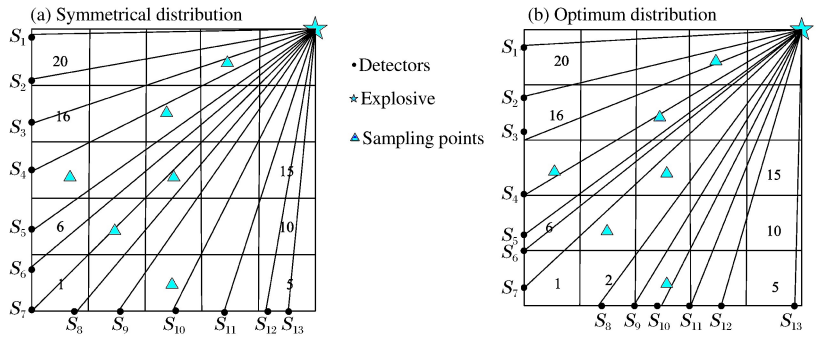 (a) Symmetrical distribution
S1
20
S2
16
S3
S4
15
S5
6
10
S6
1
5
S7
S8 S9 S10 S11 S12 S13
Detectors
Explosive
Sampling points
(b) Optimum distribution
S1
20
S2
16
S3
15
S4
6
10
S5
S6
1
2
5
S7
S8 S9 S10 S11 S12 S13